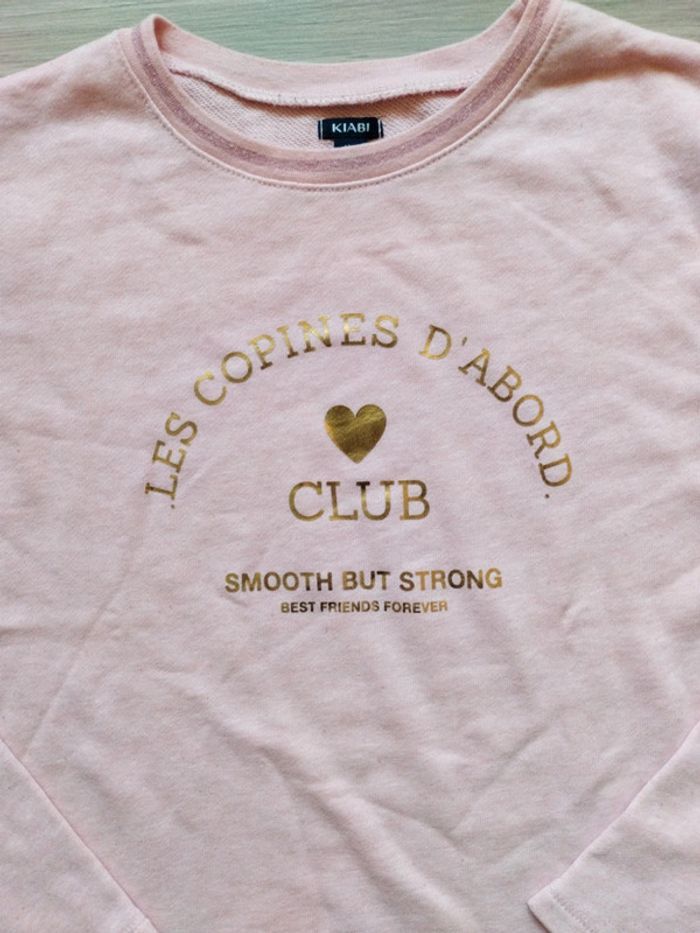 KIABI
.LES COPINES D'ABORD.
CLUB
SMOOTH BUT STRONG
BEST FRIENDS FOREVER